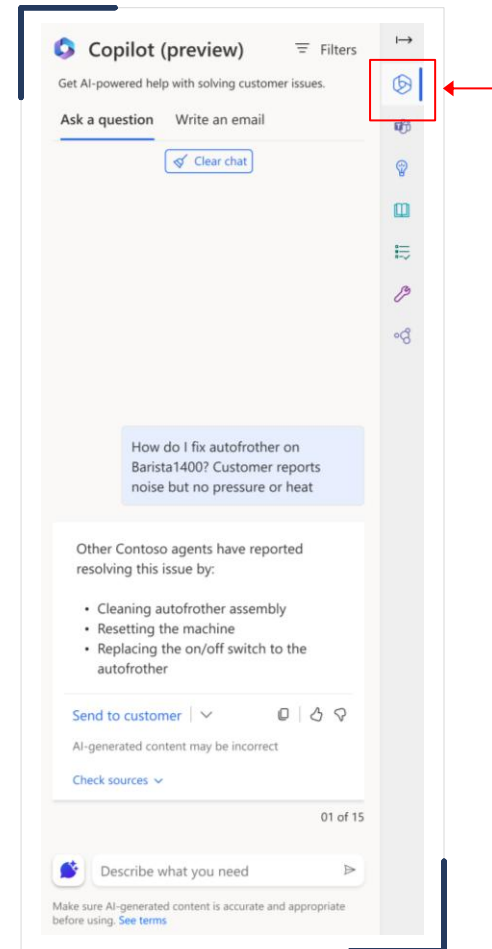 Copilot (preview)
Filters
Get AI-powered help with solving customer issues.
Ask a question
Write an email
Clear chat
How do I fix autofrother on
Barista1400? Customer reports
noise but no pressure or heat
Other Contoso agents have reported
resolving this issue by:
• Cleaning autofrother assembly
• Resetting the machine
• Replacing the on/off switch to the
autofrother
Send to customer
AI-generated content may be incorrect
Check sources
01 of 15
Describe what you need
Make sure AI-generated content is accurate and appropriate
before using. See terms